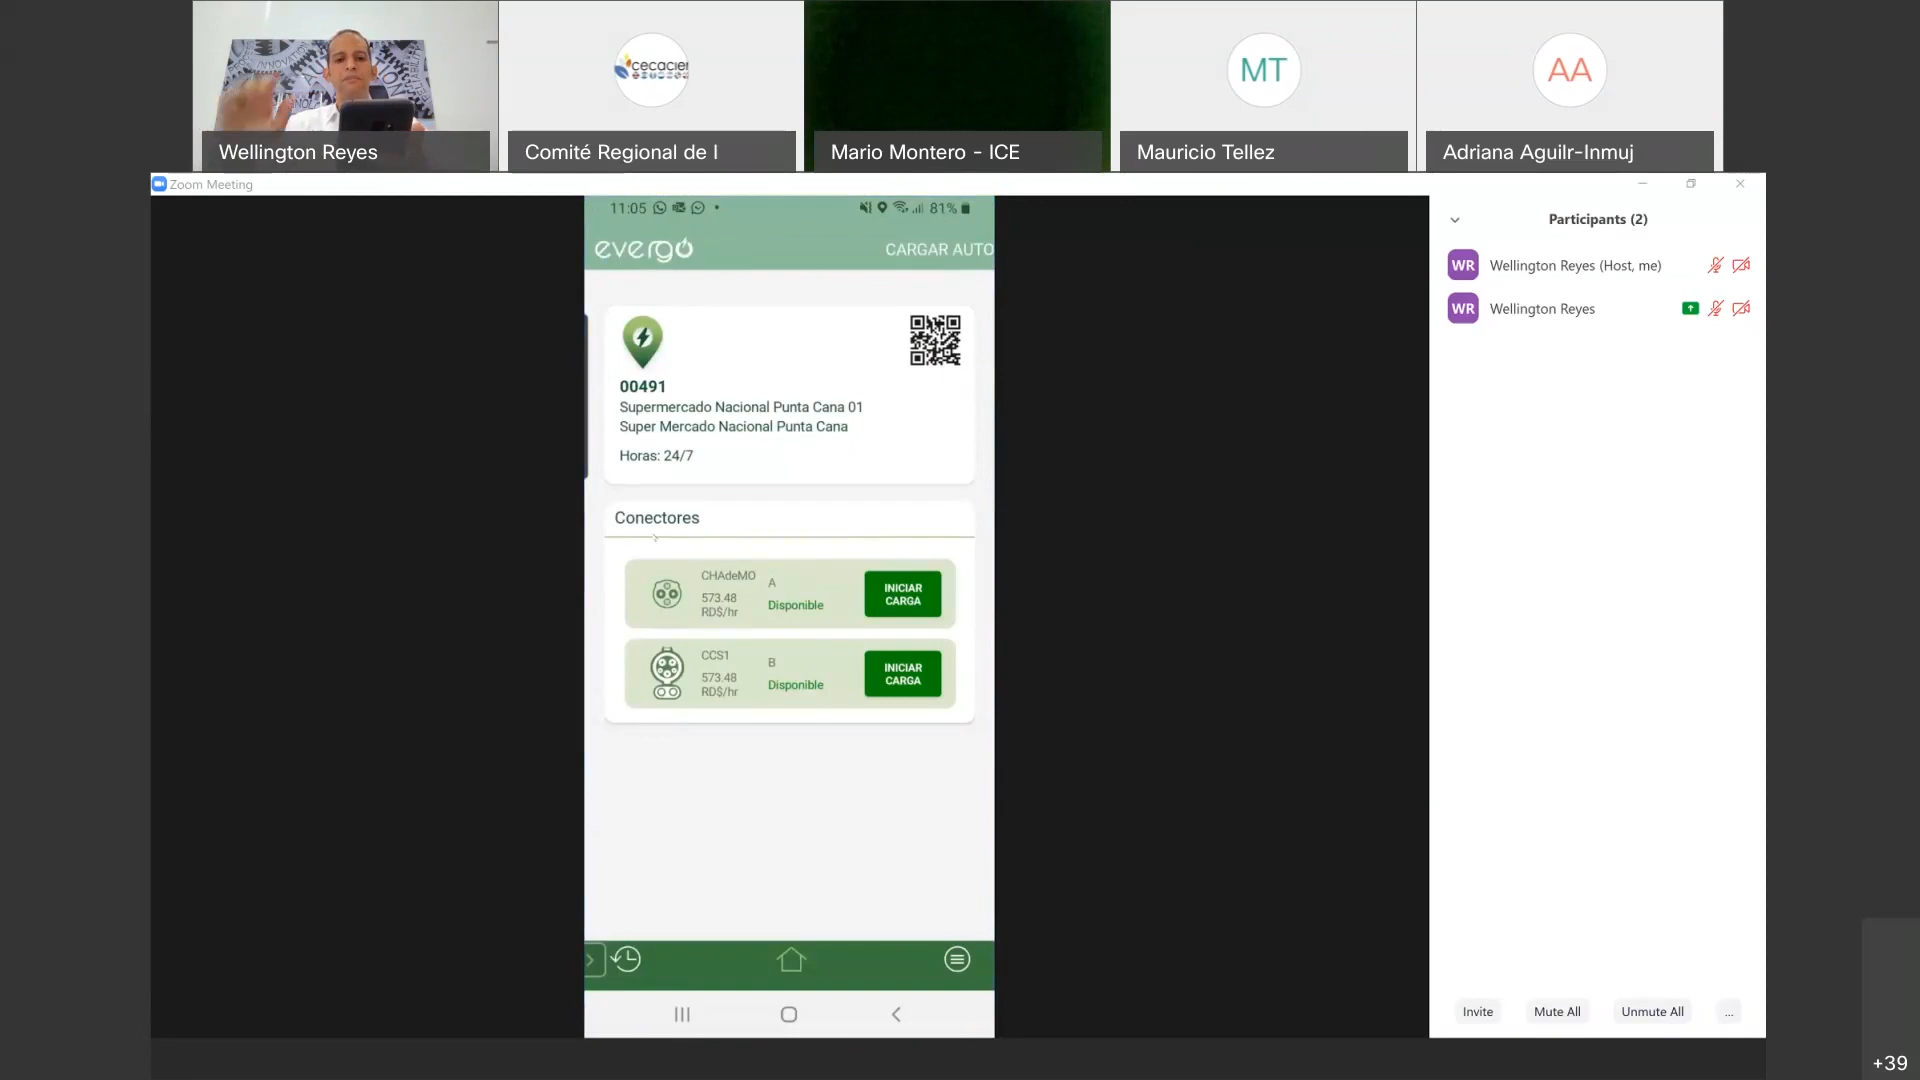 cecacier
MT
AA
Wellington Reyes
Comité Regional de I
Mario Montero - ICE
Mauricio Tellez
Adriana Aguilr-Inmuj
Zoom Meeting
11:05
81%
evergo
CARGAR AUTO
00491
Supermercado Nacional Punta Cana 01
Super Mercado Nacional Punta Cana
Horas: 24/7
Conectores
CHAdeMO
A
573.48
RD$/hr
Disponible
INICIAR
CARGA
CCS1
B
573.48
RD$/hr
Disponible
INICIAR
CARGA
Participants (2)
WR
Wellington Reyes (Host, me)
WR
Wellington Reyes
Invite
Mute All
Unmute All
...
+39